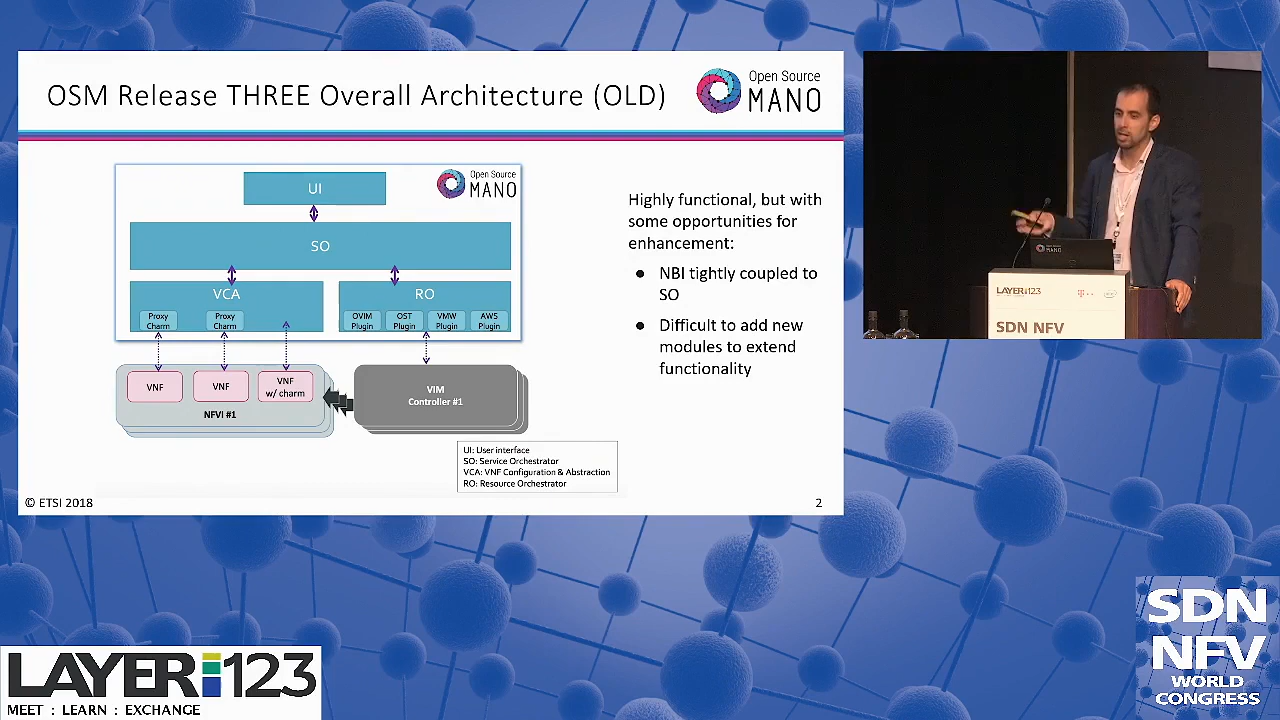 OSM Release THREE Overall Architecture (OLD)
Open Source
MANO
UI
Open Source
MANO
SO
VCA
RO
Proxy
Charm
Proxy
Charm
OVIM
Plugin
OST
Plugin
VMW
Plugin
AWS
Plugin
VNF
VNF
VNF
w/ charm
NFVI #1
VIM
Controller #1
UI: User interface
SO: Service Orchestrator
VCA: VNF Configuration & Abstraction
RO: Resource Orchestrator
Highly functional, but with
some opportunities for
enhancement:
● NBI tightly coupled to
SO
● Difficult to add new
modules to extend
functionality
© ETSI 2018
2
Open Source
MANO
LAYER123
SDN NFV
LAYER123
MEET : LEARN : EXCHANGE
SDN
NFV
WORLD
CONGRESS